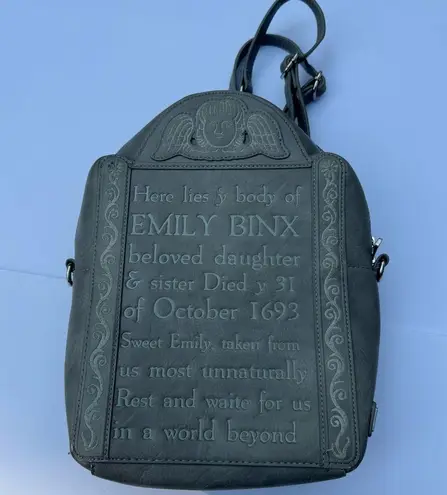 Here lies y body of
EMILY BINX
beloved daughter
& sister Died y 31
of October 1693
Sweet Emily, taken from
us most unnaturally
Rest and waite for us
in a world beyond